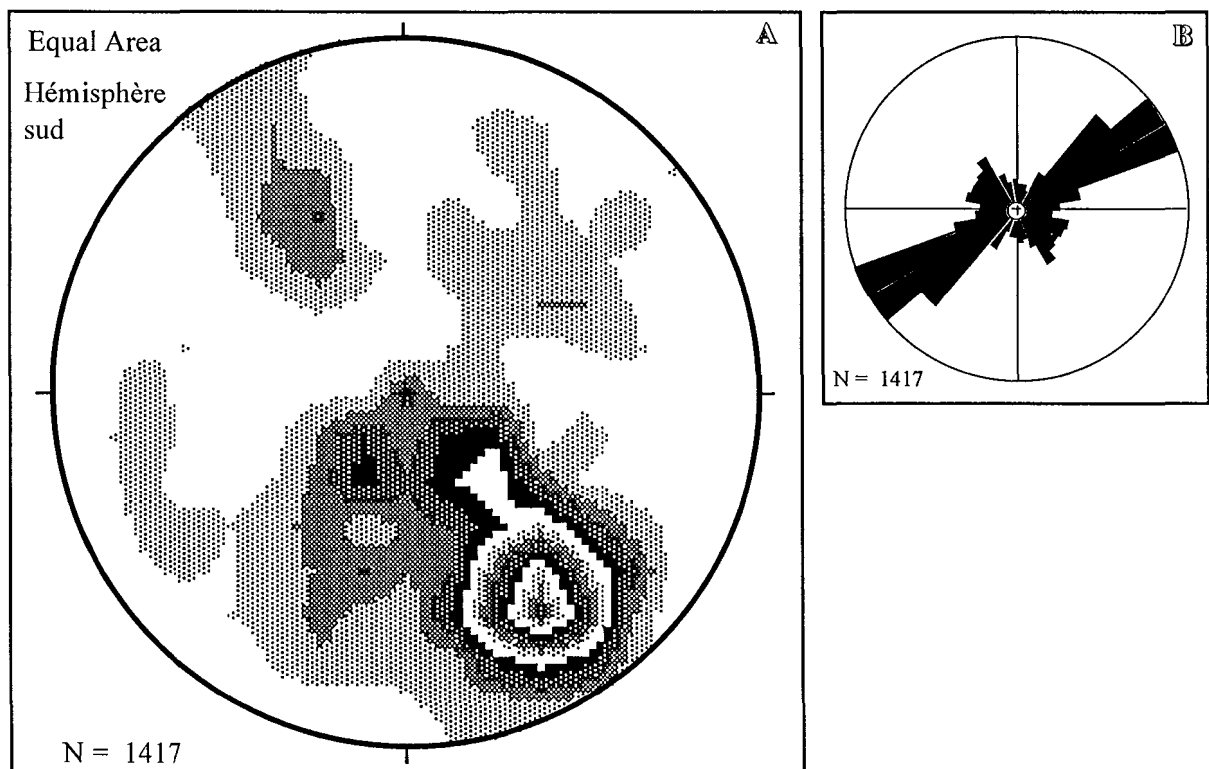 Equal Area
Hémisphère
sud
A
N = 1417
B
N = 1417